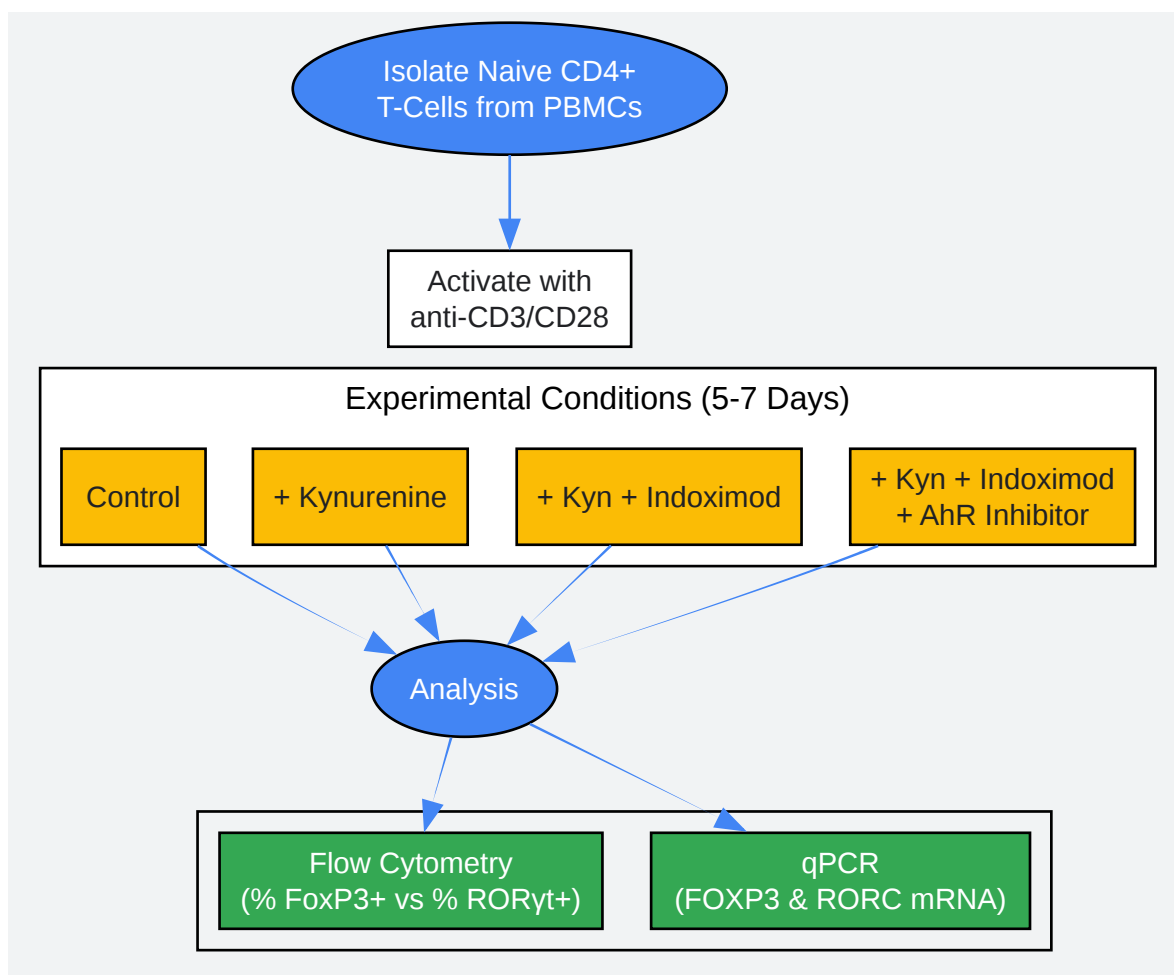 Isolate Naive CD4+
T-Cells from PBMCs
Activate with
anti-CD3/CD28
Experimental Conditions (5-7 Days)
Control
+ Kynurenine
+ Kyn + Indoximod
+ Kyn + Indoximod
+ AhR Inhibitor
Analysis
Flow Cytometry
(% FoxP3+ vs % RORγt+)
qPCR
(FOXP3 & RORC mRNA)